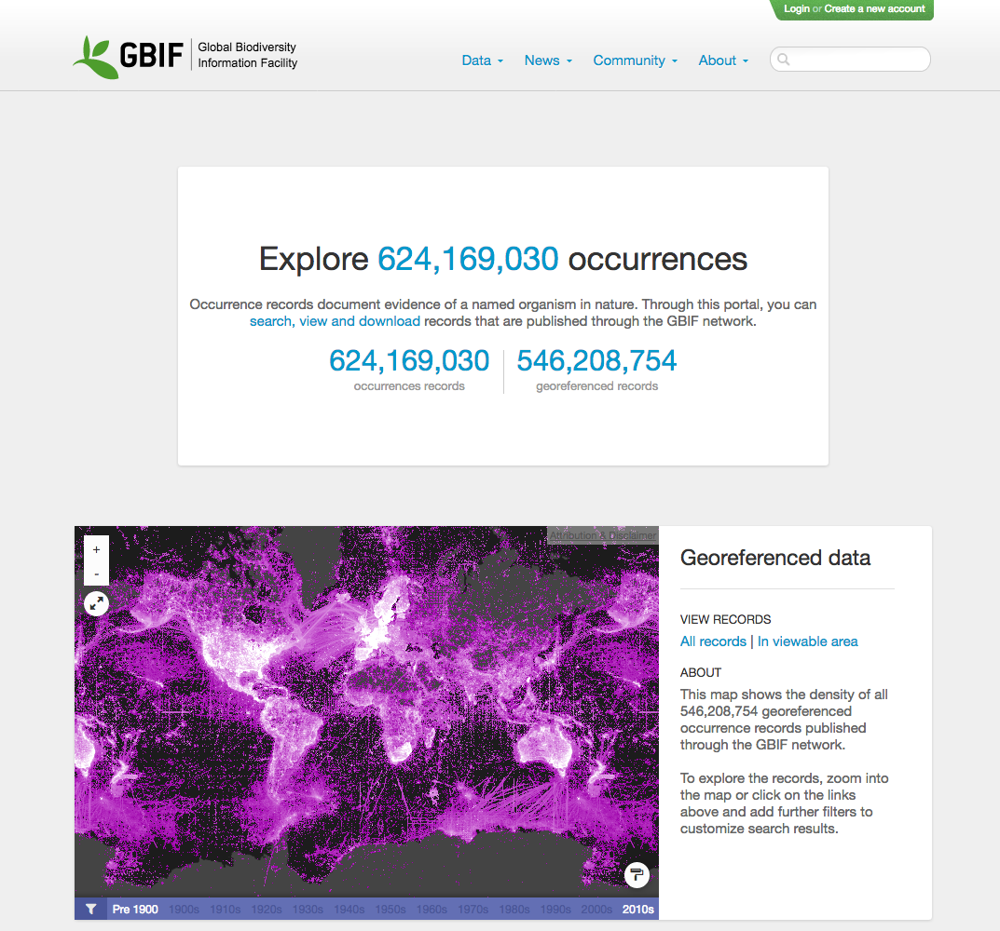 Login or Create a new account
GBIF
Global Biodiversity
Information Facility
Data
News
Community
About
Explore 624,169,030 occurrences
Occurrence records document evidence of a named organism in nature. Through this portal, you can
search, view and download records that are published through the GBIF network.
624,169,030
occurrences records
546,208,754
georeferenced records
+
-
Attribution & Disclaimer
Georeferenced data
VIEW RECORDS
All records | In viewable area
ABOUT
This map shows the density of all
546,208,754 georeferenced
occurrence records published
through the GBIF network.
To explore the records, zoom into
the map or click on the links
above and add further filters to
customize search results.
Pre 1900 1900s 1910s 1920s 1930s 1940s 1950s 1960s 1970s 1980s 1990s 2000s 2010s